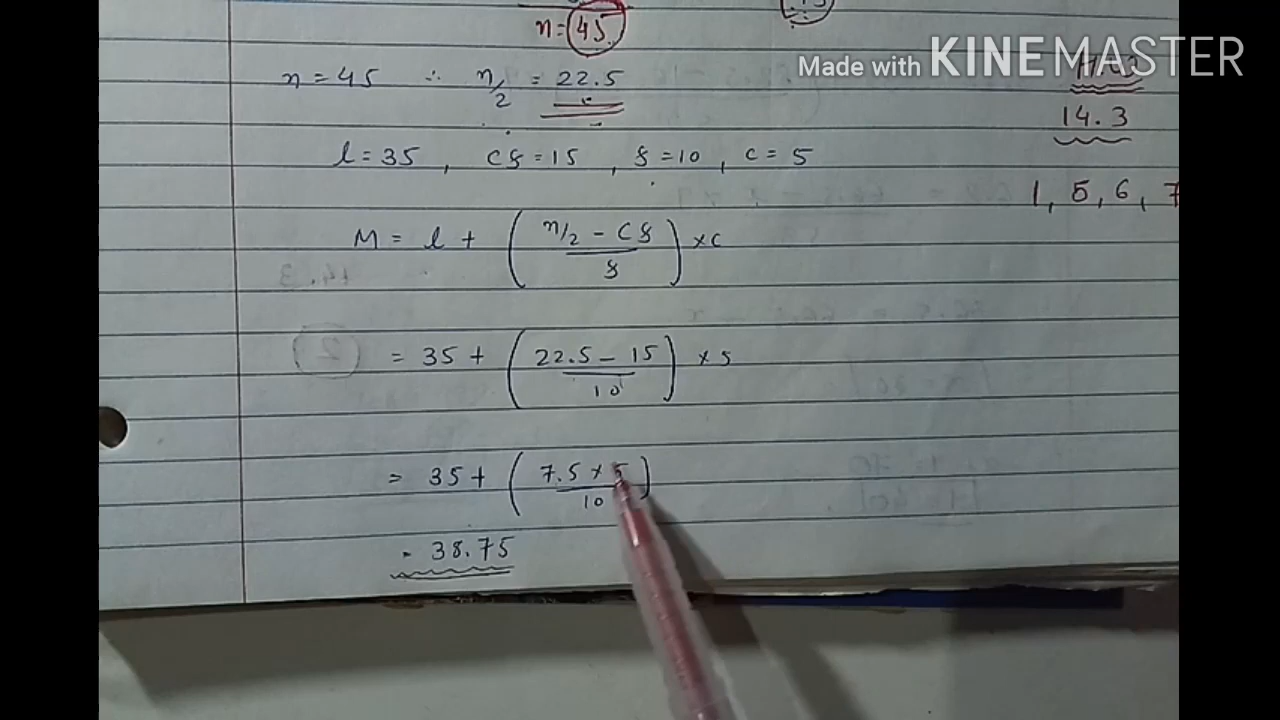 n = 45
Made with KINEMASTER
n = 45 ∴ n/2 = 22.5
14.3
l = 35 , cf = 15 , f = 10 , c = 5
1, 5, 6, 7
M = l + ( n/2 - cf / f ) × c
= 35 + ( 22.5 - 15 / 10 ) × 5
= 35 + ( 7.5 × 5 / 10 )
= 38.75